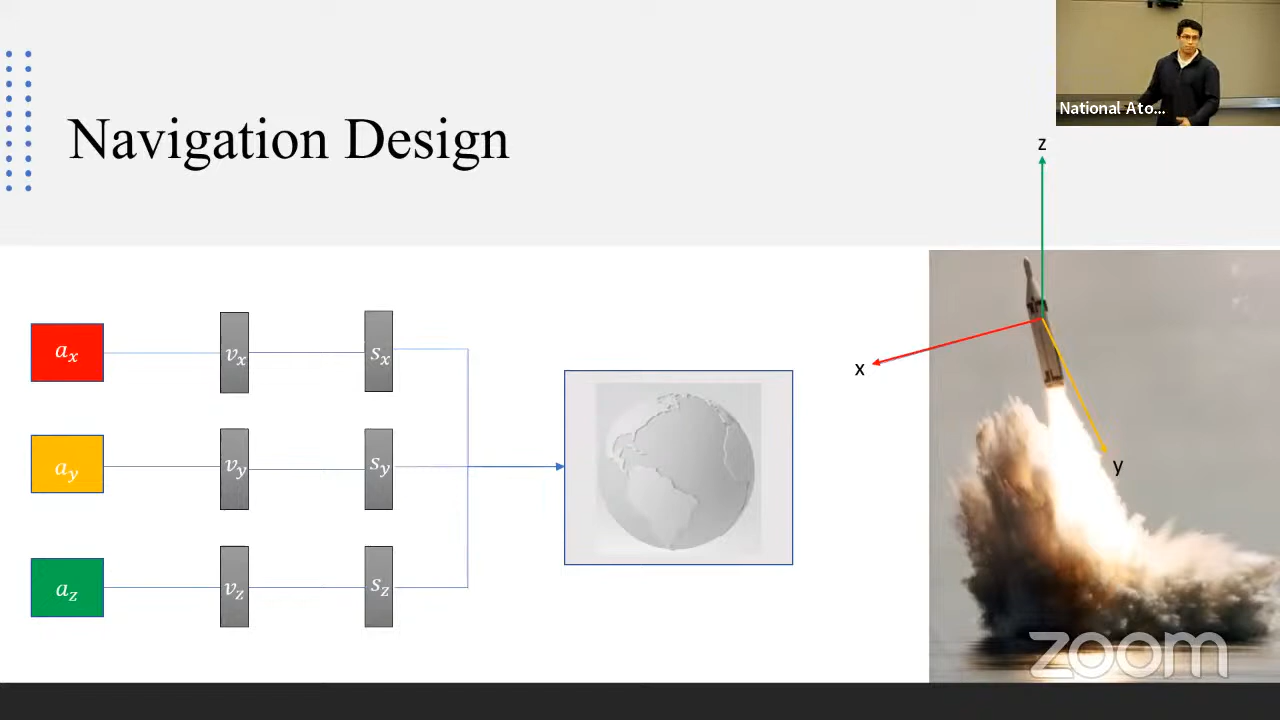 National Ato...
Navigation Design
z
x
y
aₓ
vₓ
sₓ
a_y
v_y
s_y
a_z
v_z
s_z
zoom